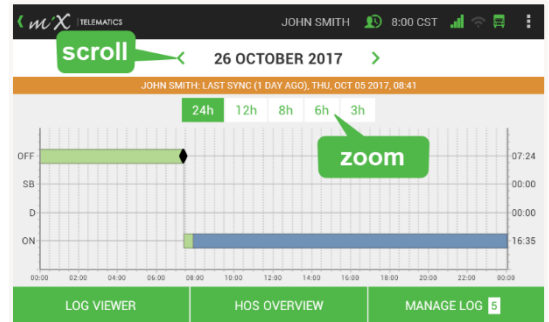 miX TELEMATICS JOHN SMITH 8:00 CST
scroll
26 OCTOBER 2017
JOHN SMITH: LAST SYNC (1 DAY AGO), THU, OCT 05 2017, 08:41
24h 12h 8h 6h 3h
zoom
OFF 07:24
SB 00:00
D 00:00
ON 16:35
00:00 02:00 04:00 06:00 08:00 10:00 12:00 14:00 16:00 18:00 20:00 22:00 00:00
LOG VIEWER HOS OVERVIEW MANAGE LOG 5